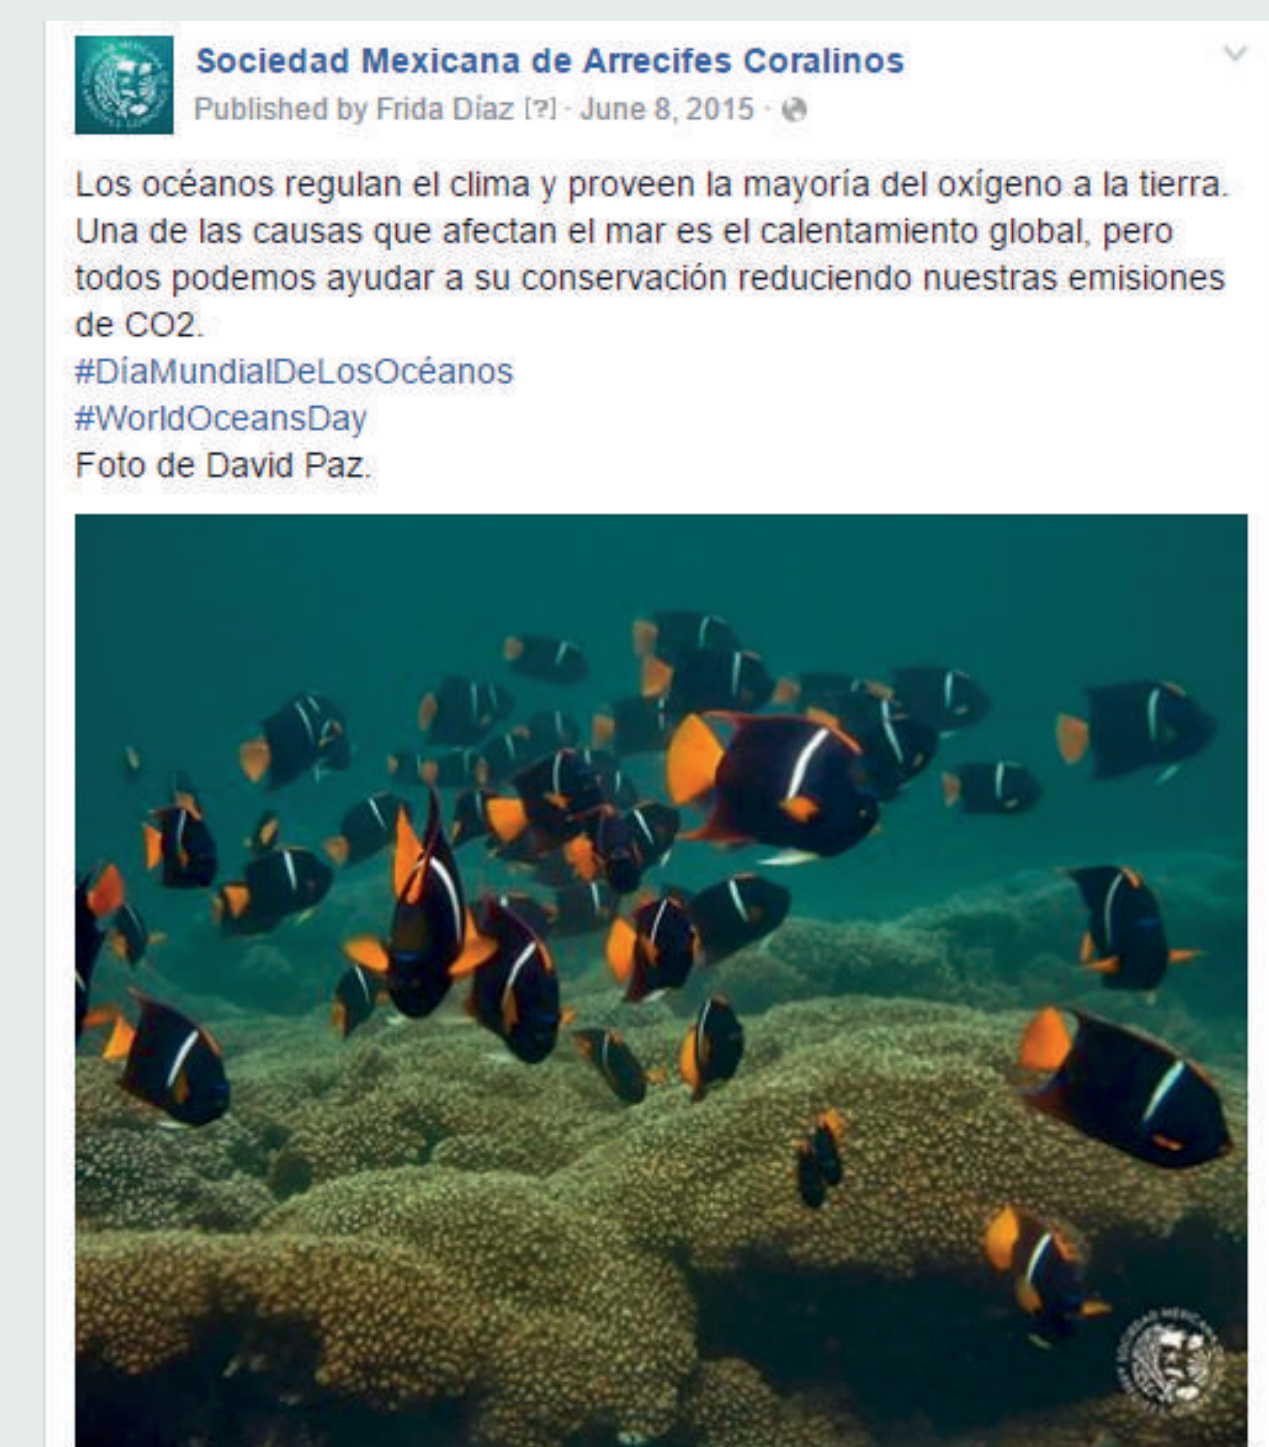 Sociedad Mexicana de Arrecifes Coralinos
Published by Frida Díaz [?] · June 8, 2015 ·
Los océanos regulan el clima y proveen la mayoría del oxígeno a la tierra.
Una de las causas que afectan el mar es el calentamiento global, pero
todos podemos ayudar a su conservación reduciendo nuestras emisiones
de CO2.
#DíaMundialDeLosOcéanos
#WorldOceansDay
Foto de David Paz.